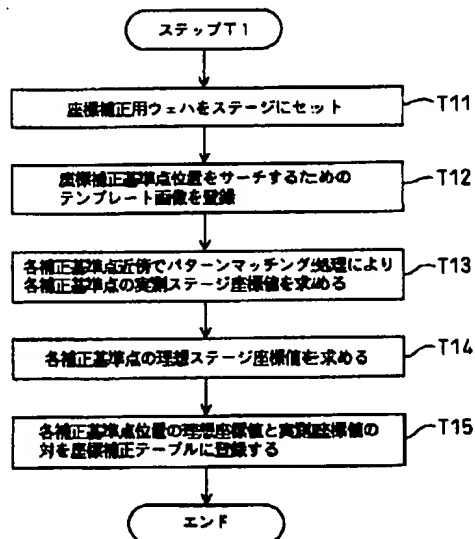 ステップT1
座標補正用ウェハをステージにセット
T11
座標補正基準点位置をサーチするための
テンプレート画像を登録
T12
各補正基準点近傍でパターンマッチング処理により
各補正基準点の実測ステージ座標値を求める
T13
各補正基準点の理想ステージ座標値を求める
T14
各補正基準点位置の理想座標値と実測座標値の
対を座標補正テーブルに登録する
T15
エンド